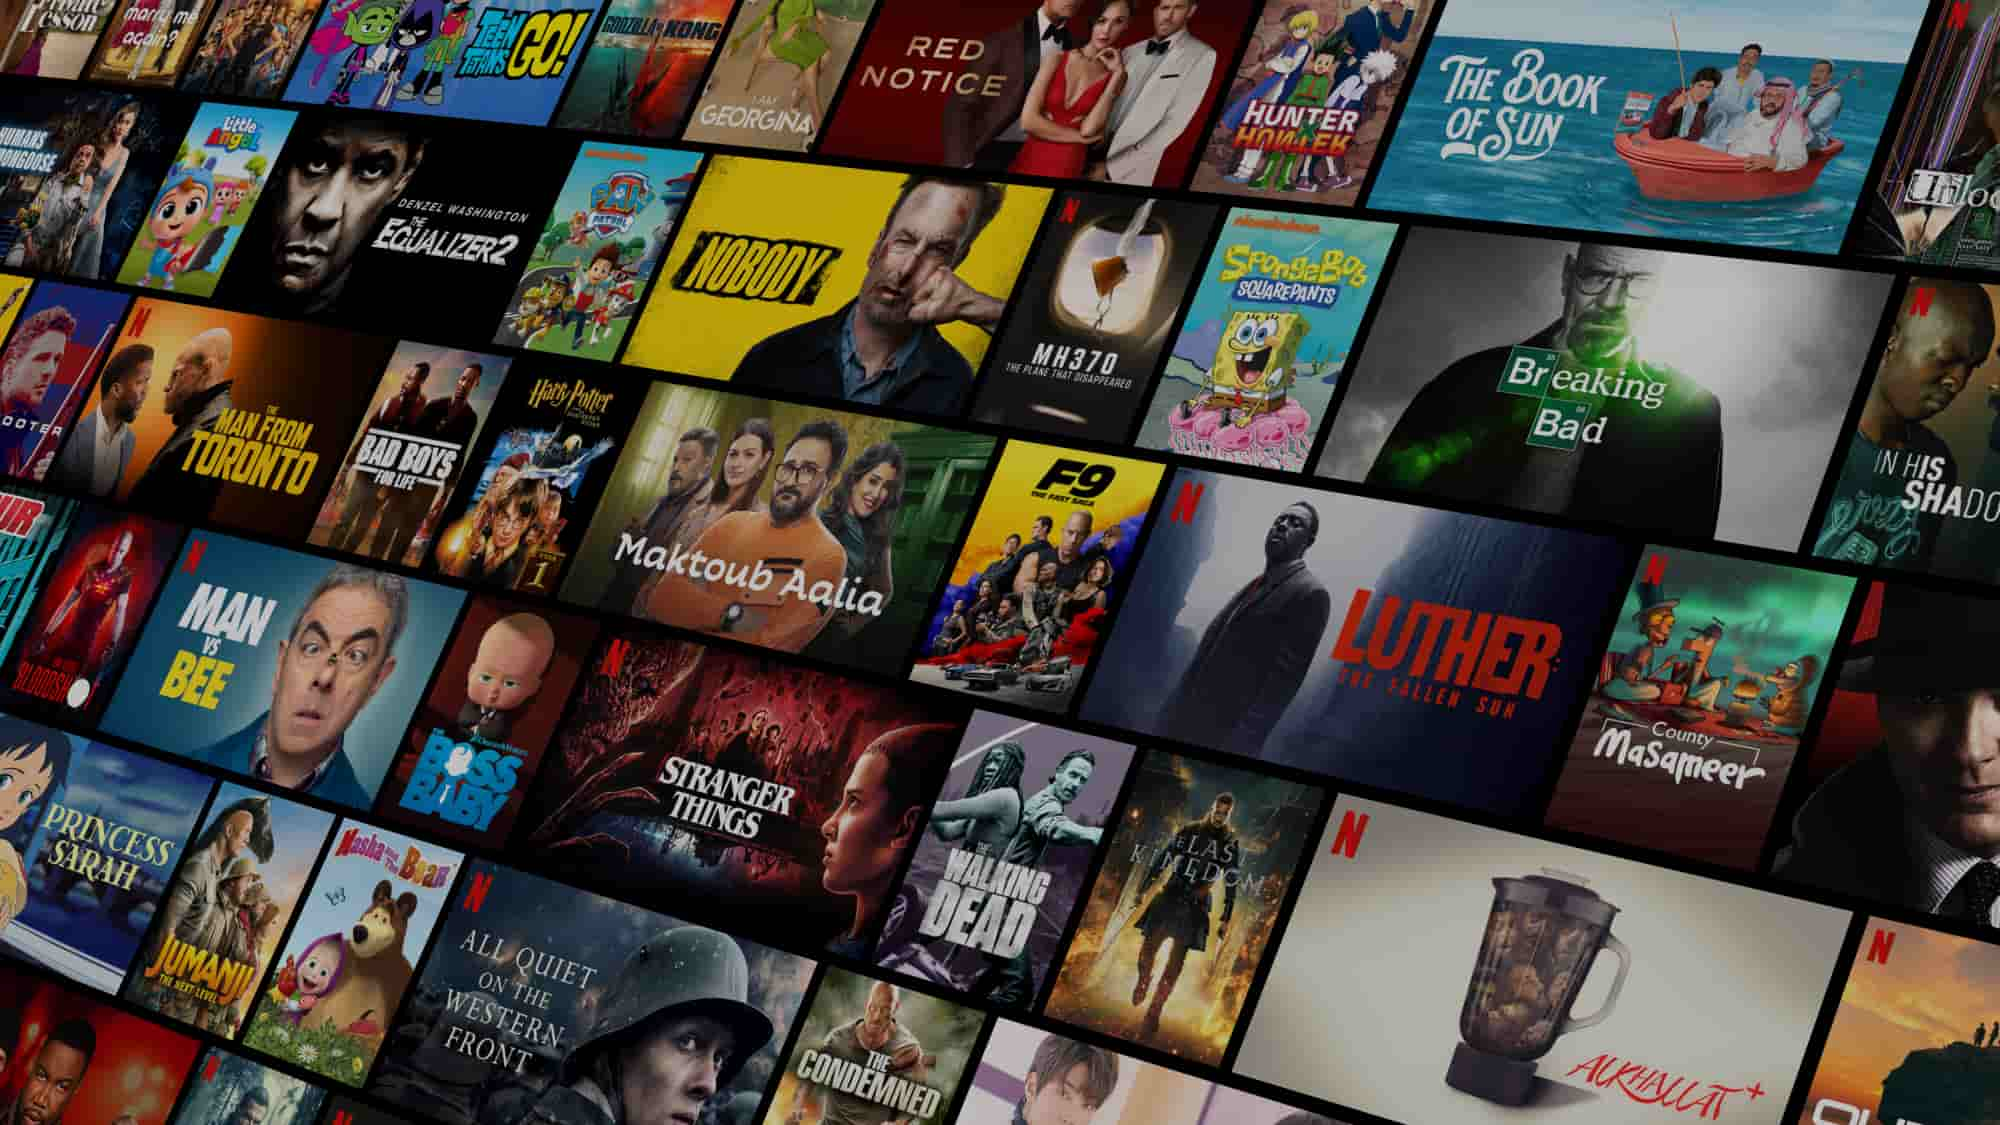 marry me
again?
TEEN
TITANS
GO!
GODZILLA
KONG
I AM
GEORGINA
RED
NOTICE
HUNTER
HUNTER
THE BOOK
OF SUN
N
HUMANS
MONGOOSE
Little
Angel
DENZEL WASHINGTON
THE
EQUALIZER 2
nickelodeon
PAW
PATROL
NOBODY
N
MH370
THE PLANE THAT DISAPPEARED
nickelodeon
SPONGEBOB
SQUAREPANTS
Breaking
Bad
N
IN HIS
SHADO
OOTER
N
THE
MAN FROM
TORONTO
BAD BOYS
FOR LIFE
Harry Potter
1
Maktoub Aalia
F9
THE FAST SAGA
N
LUTHER:
THE FALLEN SUN
N
County
Masameer
BLOODSH
N
MAN
VS
BEE
THE
BOSS
BABY
N
STRANGER
THINGS
THE
WALKING
DEAD
THE LAST
KINGDOM
N
ALKHALLAT+
PRINCESS
SARAH
JUMANJI
THE NEXT LEVEL
Masha and the Bear
N
ALL QUIET
ON THE
WESTERN
FRONT
THE
CONDEMNED
N
N
N